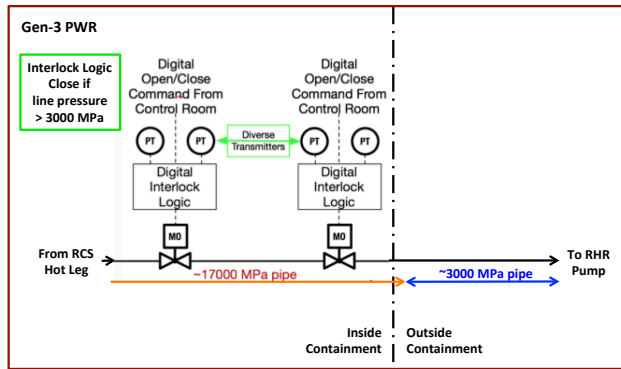 Gen-3 PWR
Interlock Logic
Close if
line pressure
> 3000 MPa
Digital
Open/Close
Command From
Control Room
Digital
Open/Close
Command From
Control Room
PT
PT
Diverse
Transmitters
PT
PT
Digital
Interlock
Logic
Digital
Interlock
Logic
MO
MO
From RCS
Hot Leg
To RHR
Pump
~17000 MPa pipe
~3000 MPa pipe
Inside
Containment
Outside
Containment